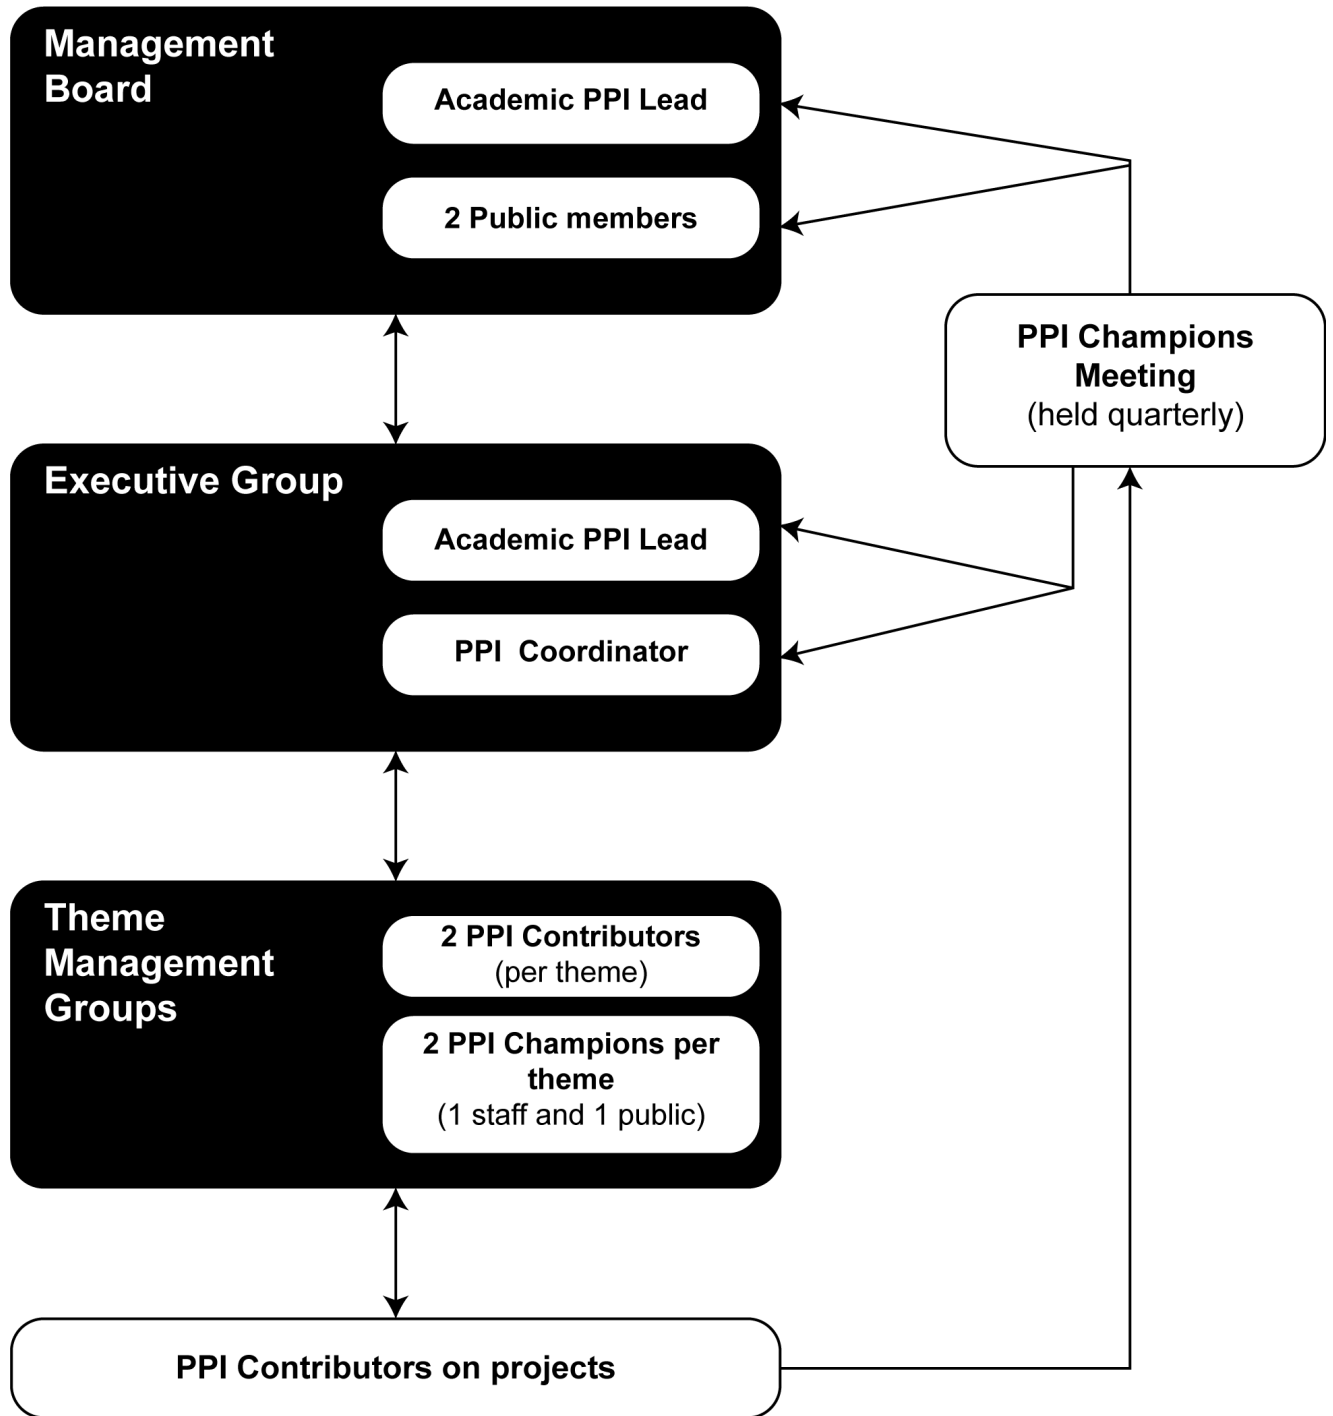 Management
Board
Academic PPI Lead
2 Public members
PPI Champions
Meeting
(held quarterly)
Executive Group
Academic PPI Lead
PPI  Coordinator
Theme
Management
Groups
2 PPI Contributors
(per theme)
2 PPI Champions per
theme
(1 staff and 1 public)
PPI Contributors on projects